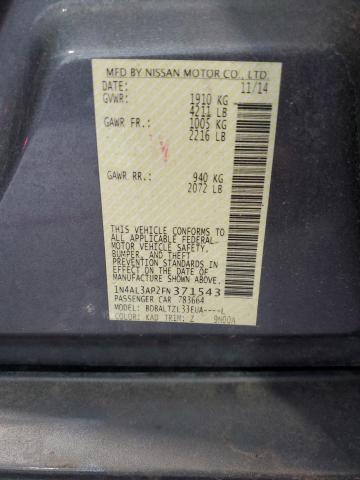 MFD BY NISSAN MOTOR CO., LTD.
DATE: 11/14
GVWR: 1910 KG
4211 LB
GAWR FR: 1005 KG
2216 LB
GAWR RR: 940 KG
2072 LB
THIS VEHICLE CONFORMS TO
ALL APPLICABLE FEDERAL
MOTOR VEHICLE SAFETY,
BUMPER, AND THEFT
PREVENTION STANDARDS
IN EFFECT ON THE DATE
OF MANUFACTURE SHOWN ABOVE.
1N4AL3AP2FN371543
PASSENGER CAR 783664
MODEL: BDBALTZL33EUA----L
COLOR: KAD TRIM: Z